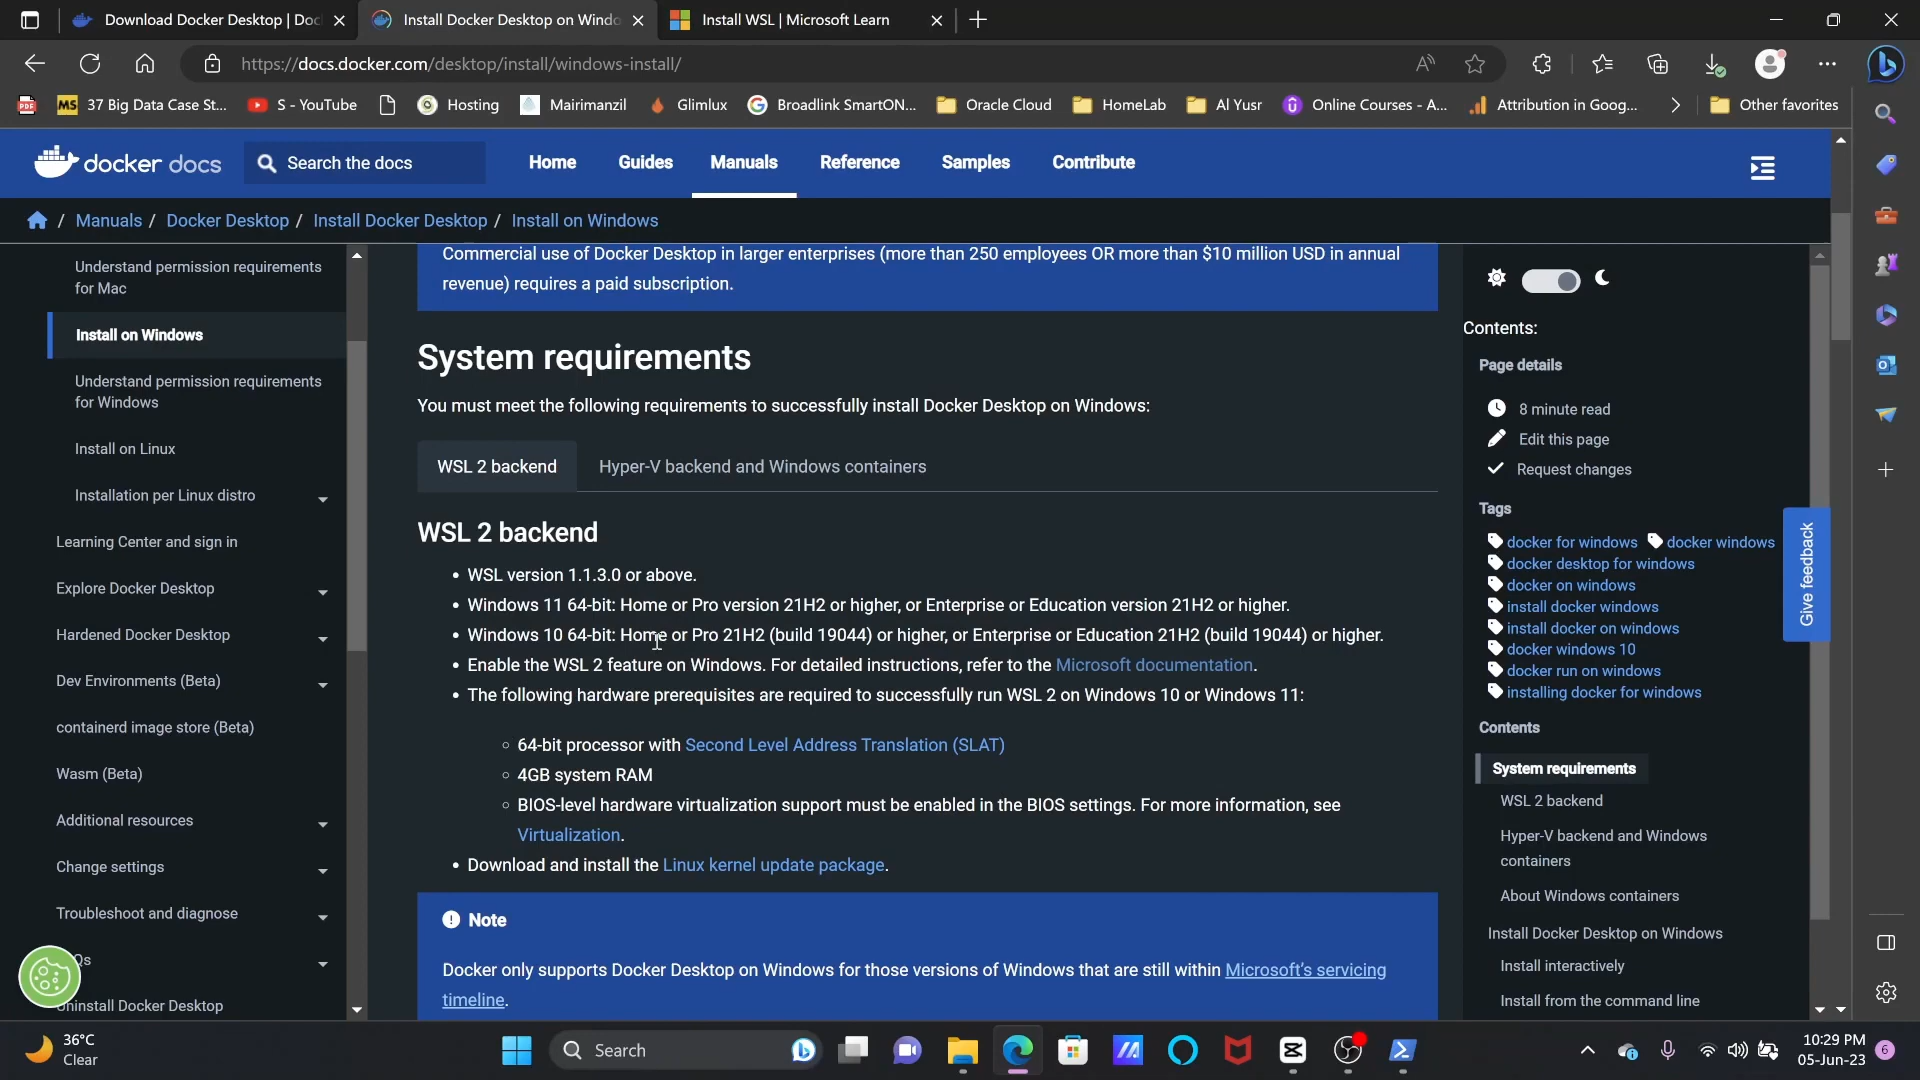 Download Docker Desktop | Doc
Install Docker Desktop on Windo
Install WSL | Microsoft Learn
https://docs.docker.com/desktop/install/windows-install/
37 Big Data Case St...
S - YouTube
Hosting
Mairimanzil
Glimlux
Broadlink SmartON...
Oracle Cloud
HomeLab
Al Yusr
Online Courses - A...
Attribution in Goog...
Other favorites
docker docs
Search the docs
Home
Guides
Manuals
Reference
Samples
Contribute
/ Manuals / Docker Desktop / Install Docker Desktop / Install on Windows
Understand permission requirements
for Mac
Install on Windows
Understand permission requirements
for Windows
Install on Linux
Installation per Linux distro
Learning Center and sign in
Explore Docker Desktop
Hardened Docker Desktop
Dev Environments (Beta)
containerd image store (Beta)
Wasm (Beta)
Additional resources
Change settings
Troubleshoot and diagnose
Qs
ninstall Docker Desktop
Commercial use of Docker Desktop in larger enterprises (more than 250 employees OR more than $10 million USD in annual
revenue) requires a paid subscription.
System requirements
You must meet the following requirements to successfully install Docker Desktop on Windows:
WSL 2 backend
Hyper-V backend and Windows containers
WSL 2 backend
• WSL version 1.1.3.0 or above.
• Windows 11 64-bit: Home or Pro version 21H2 or higher, or Enterprise or Education version 21H2 or higher.
• Windows 10 64-bit: Home or Pro 21H2 (build 19044) or higher, or Enterprise or Education 21H2 (build 19044) or higher.
• Enable the WSL 2 feature on Windows. For detailed instructions, refer to the Microsoft documentation.
• The following hardware prerequisites are required to successfully run WSL 2 on Windows 10 or Windows 11:
◦ 64-bit processor with Second Level Address Translation (SLAT)
◦ 4GB system RAM
◦ BIOS-level hardware virtualization support must be enabled in the BIOS settings. For more information, see
Virtualization.
• Download and install the Linux kernel update package.
Note
Docker only supports Docker Desktop on Windows for those versions of Windows that are still within Microsoft's servicing
timeline.
Contents:
Page details
8 minute read
Edit this page
Request changes
Tags
docker for windows
docker windows
docker desktop for windows
docker on windows
install docker windows
install docker on windows
docker windows 10
docker run on windows
installing docker for windows
Contents
System requirements
WSL 2 backend
Hyper-V backend and Windows
containers
About Windows containers
Install Docker Desktop on Windows
Install interactively
Install from the command line
Give feedback
36°C
Clear
Search
10:29 PM
05-Jun-23
6